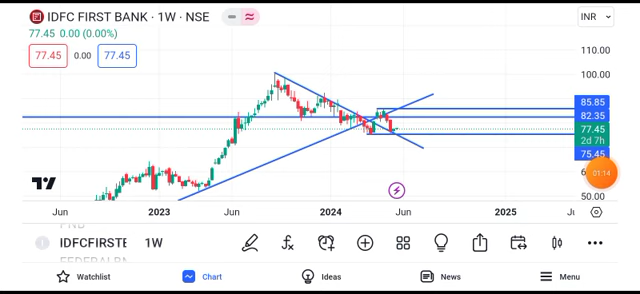 IDFC FIRST BANK · 1W · NSE
INR
77.45 0.00 (0.00%)
77.45 0.00 77.45
110.00
100.00
85.85
82.35
77.45
2d 7h
75.45
01:14
50.00
Jun 2023 Jun 2024 Jun 2025
IDFCFIRSTB 1W
FEDERALBN
Watchlist Chart Ideas News Menu